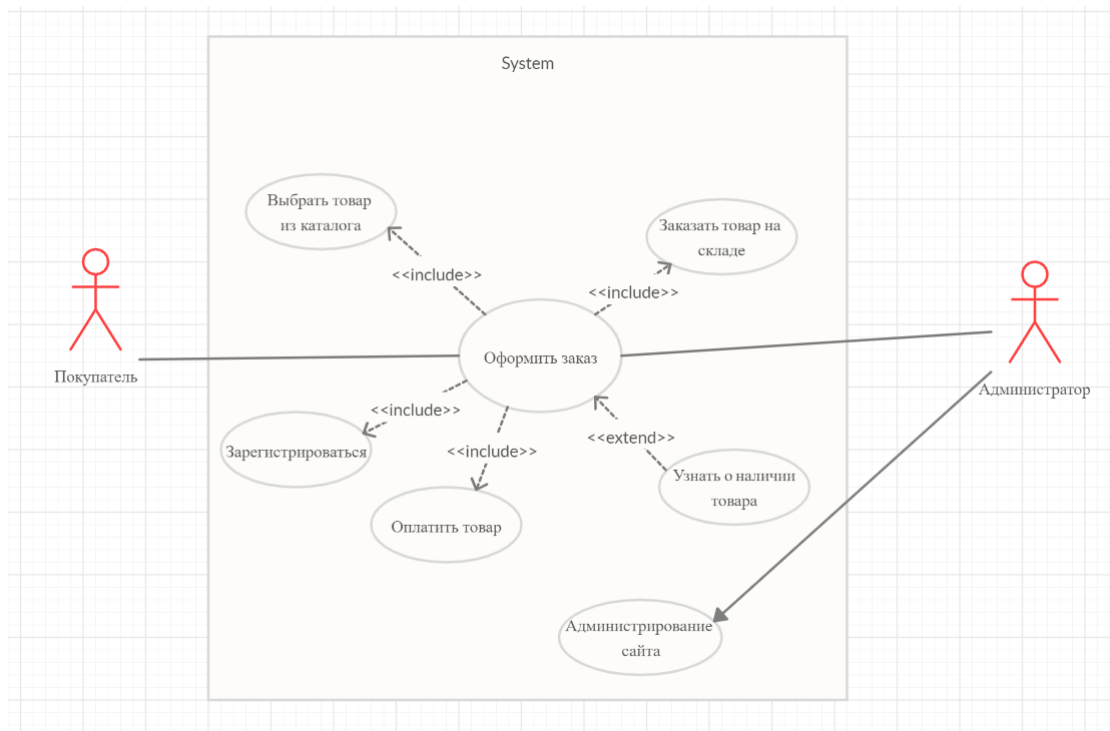 System
Выбрать товар
из каталога
Заказать товар на
складе
<<include>>
<<include>>
Оформить заказ
Покупатель
Администратор
<<include>>
<<include>>
<<extend>>
Зарегистрироваться
Узнать о наличии
товара
Оплатить товар
Администрирование
сайта